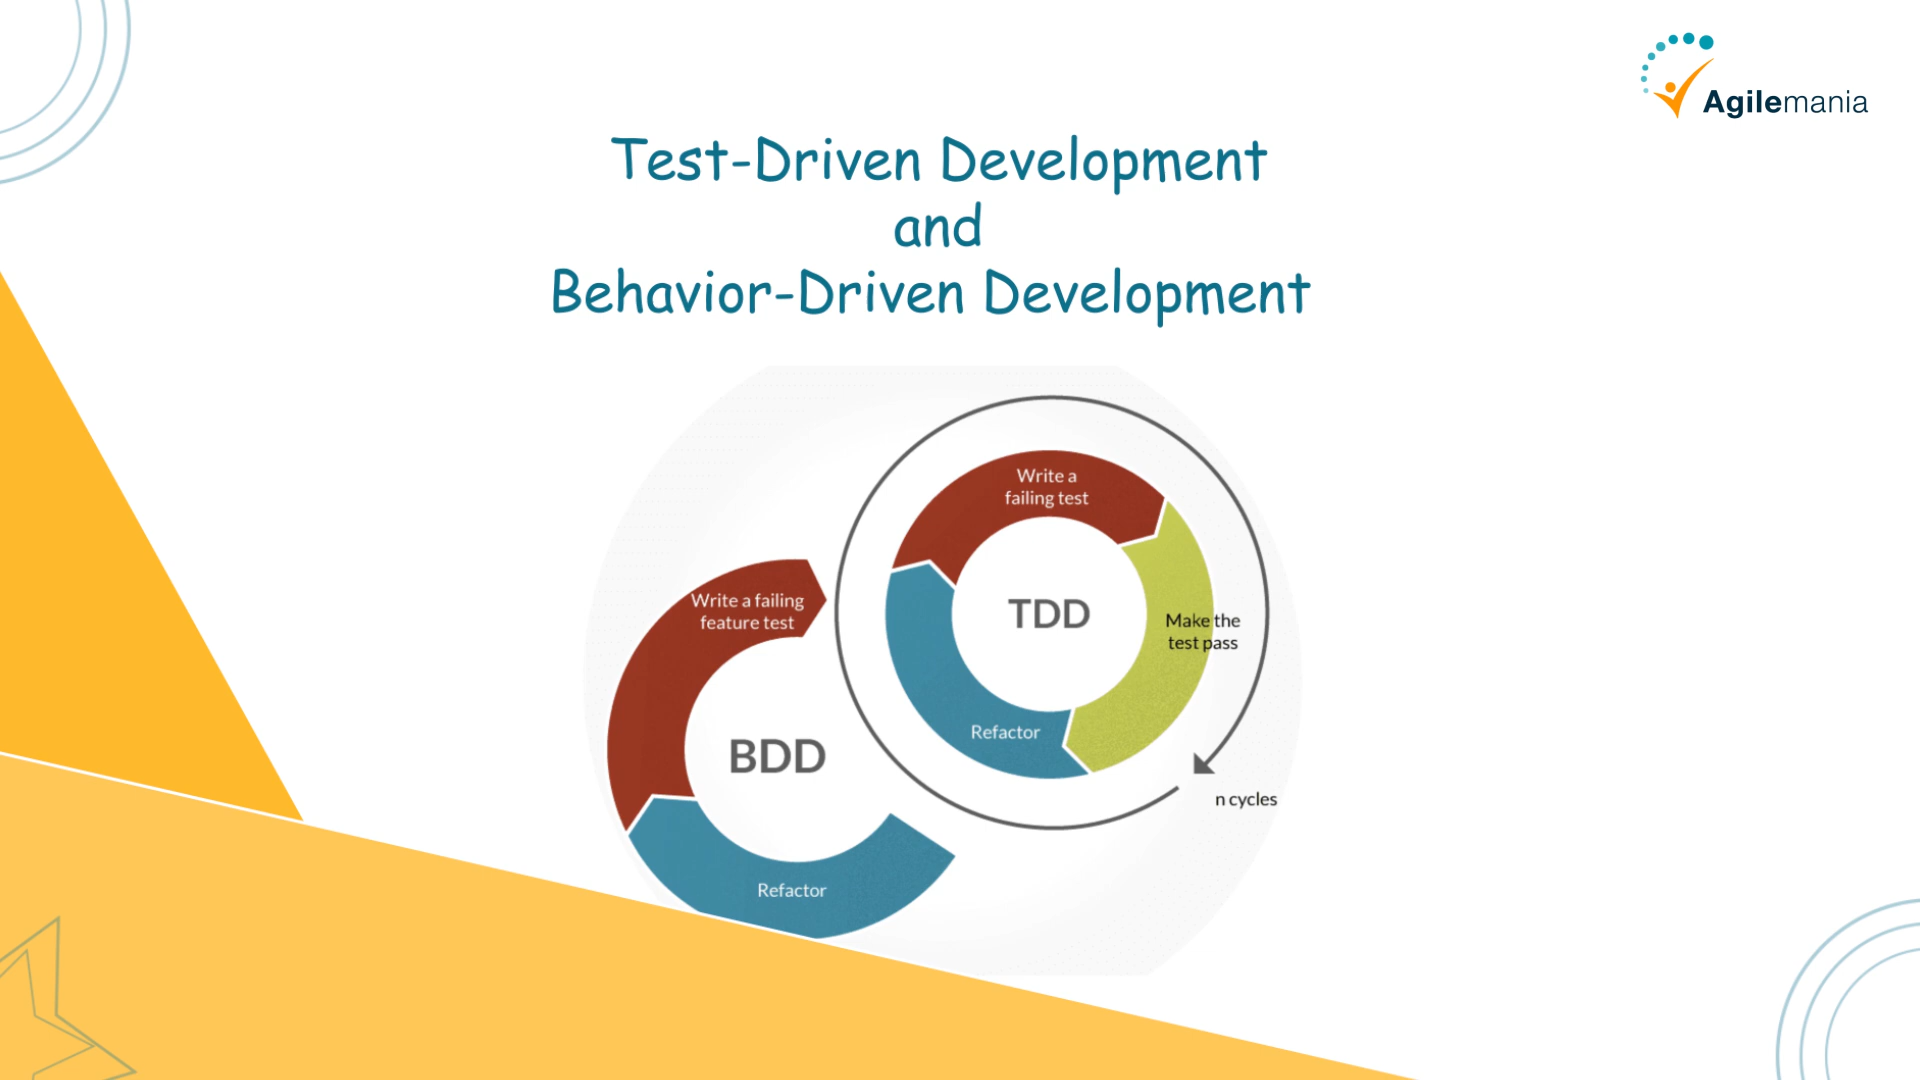 Agilemania
Test-Driven Development
and
Behavior-Driven Development
Write a
failing test
TDD
Make the
test pass
Refactor
n cycles
Write a failing
feature test
BDD
Refactor